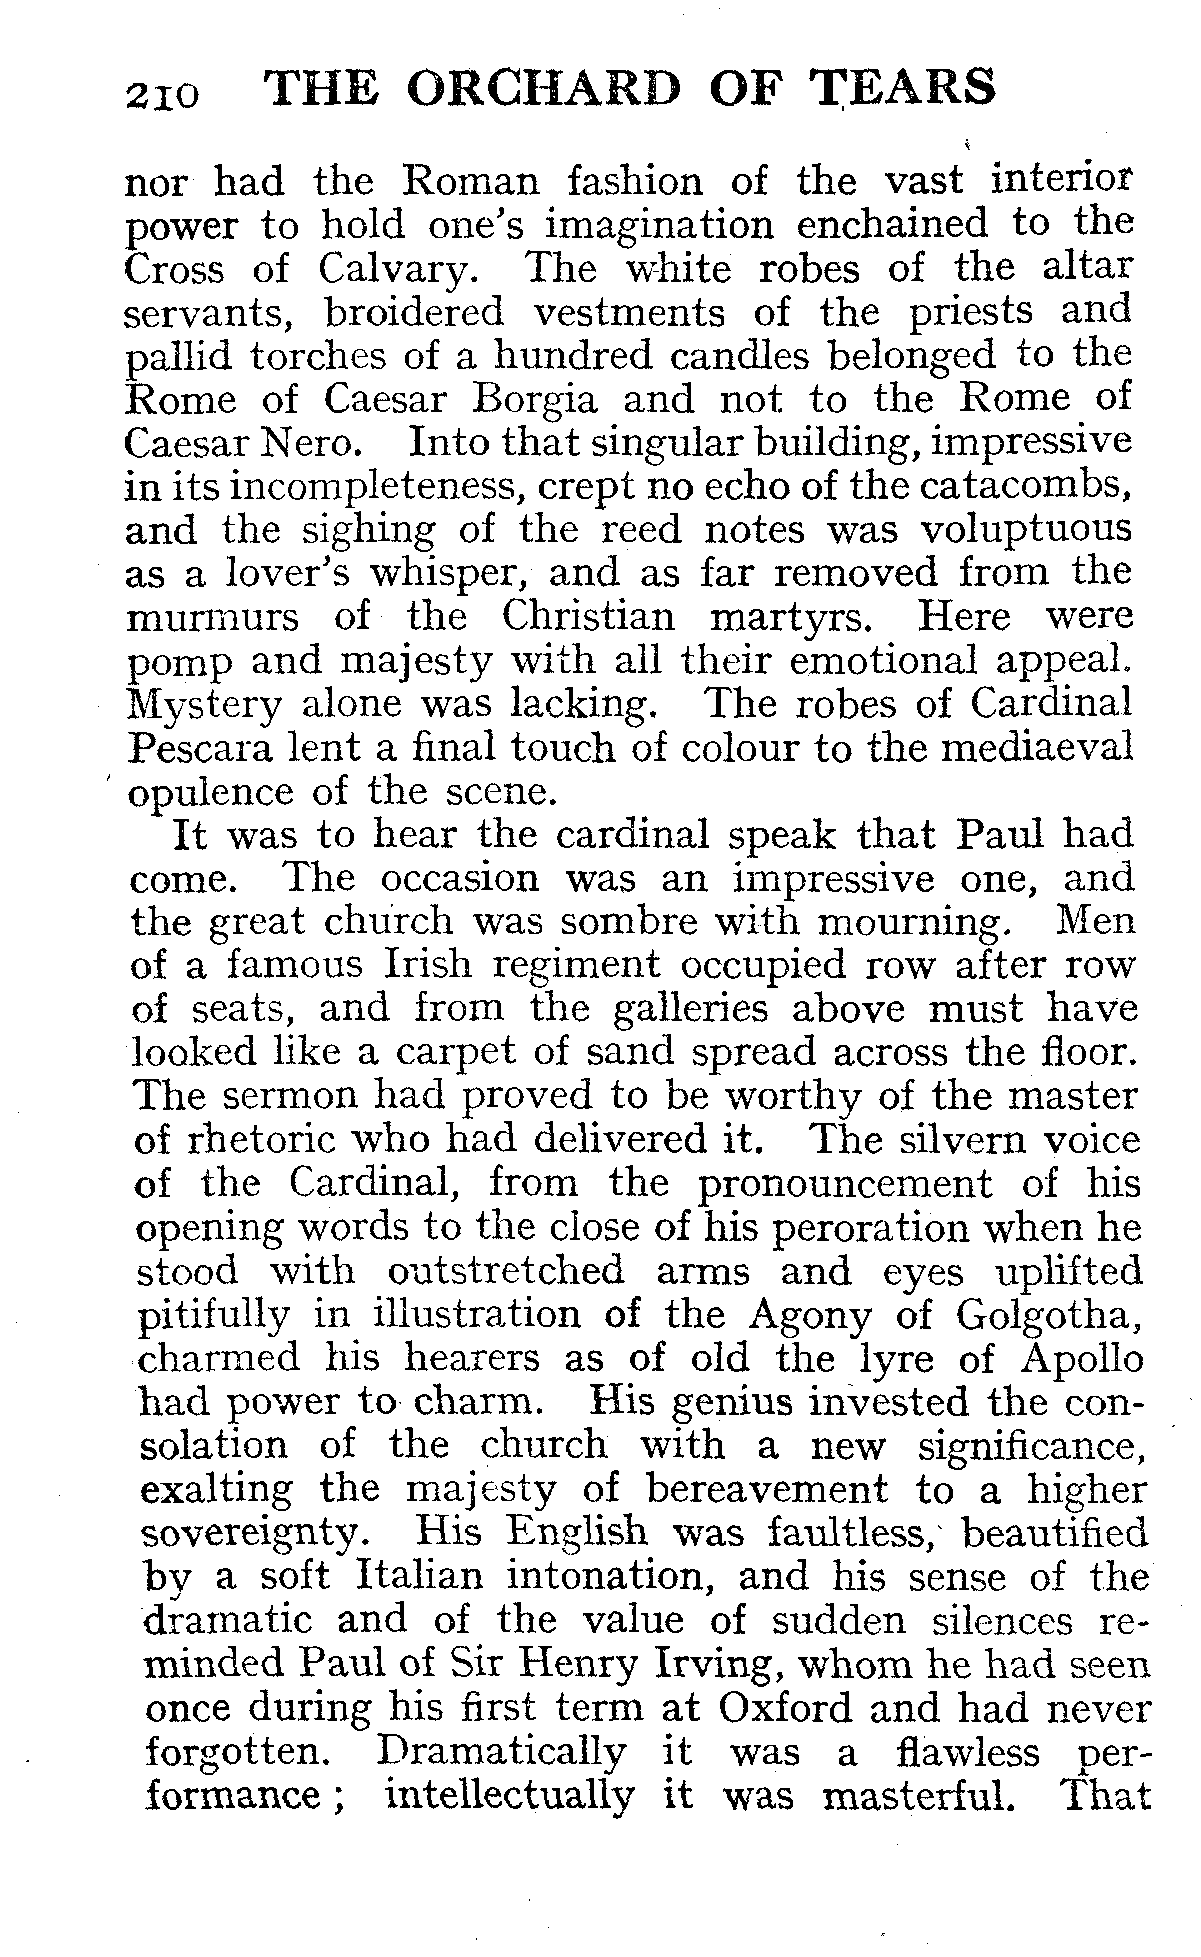 210 THE ORCHARD OF TEARS
nor had the Roman fashion of the vast interior
power to hold one's imagination enchained to the
Cross of Calvary. The white robes of the altar
servants, broidered vestments of the priests and
pallid torches of a hundred candles belonged to the
Rome of Caesar Borgia and not to the Rome of
Caesar Nero. Into that singular building, impressive
in its incompleteness, crept no echo of the catacombs,
and the sighing of the reed notes was voluptuous
as a lover's whisper, and as far removed from the
murmurs of the Christian martyrs. Here were
pomp and majesty with all their emotional appeal.
Mystery alone was lacking. The robes of Cardinal
Pescara lent a final touch of colour to the mediaeval
opulence of the scene.
It was to hear the cardinal speak that Paul had
come. The occasion was an impressive one, and
the great church was sombre with mourning. Men
of a famous Irish regiment occupied row after row
of seats, and from the galleries above must have
looked like a carpet of sand spread across the floor.
The sermon had proved to be worthy of the master
of rhetoric who had delivered it. The silvern voice
of the Cardinal, from the pronouncement of his
opening words to the close of his peroration when he
stood with outstretched arms and eyes uplifted
pitifully in illustration of the Agony of Golgotha,
charmed his hearers as of old the lyre of Apollo
had power to charm. His genius invested the con-
solation of the church with a new significance,
exalting the majesty of bereavement to a higher
sovereignty. His English was faultless, beautified
by a soft Italian intonation, and his sense of the
dramatic and of the value of sudden silences re-
minded Paul of Sir Henry Irving, whom he had seen
once during his first term at Oxford and had never
forgotten. Dramatically it was a flawless per-
formance ; intellectually it was masterful. That